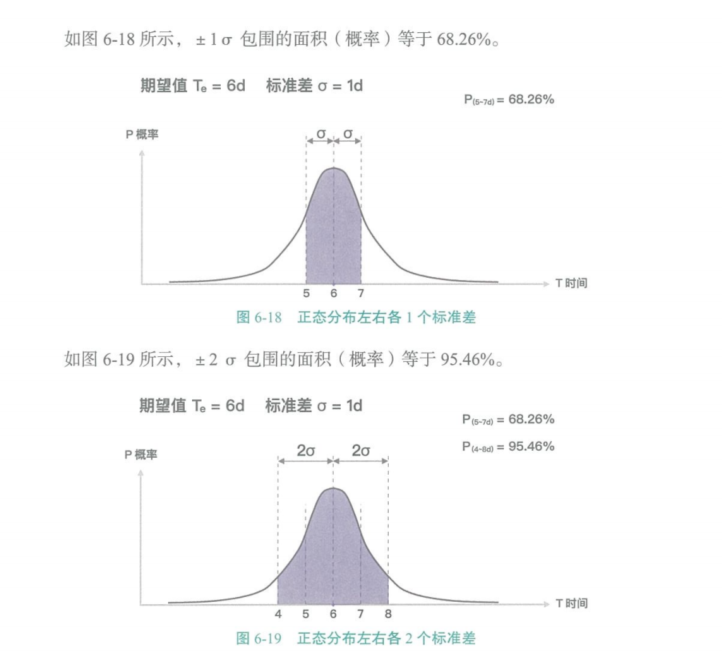 如图 6-18 所示，±1σ 包围的面积（概率）等于 68.26%。
期望值 Tₑ = 6d 标准差 σ = 1d
P₍₅₋₇d₎ = 68.26%
P 概率
σ σ
T 时间
5 6 7
图 6-18 正态分布左右各 1 个标准差
如图 6-19 所示，±2 σ 包围的面积（概率）等于 95.46%。
期望值 Tₑ = 6d 标准差 σ = 1d
P₍₅₋₇d₎ = 68.26%
P₍₄₋₈d₎ = 95.46%
P 概率
2σ 2σ
T 时间
4 5 6 7 8
图 6-19 正态分布左右各 2 个标准差